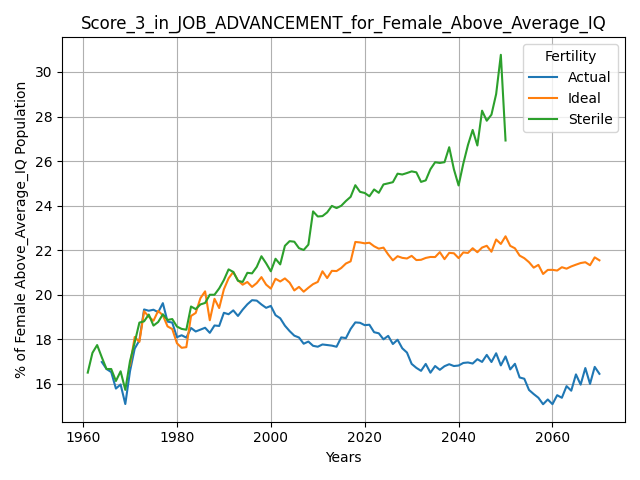 Score_3_in_JOB_ADVANCEMENT_for_Female_Above_Average_IQ
% of Female Above_Average_IQ Population
30
28
26
24
22
20
18
16
Fertility
Actual
Ideal
Sterile
1960 1980 2000 2020 2040 2060
Years